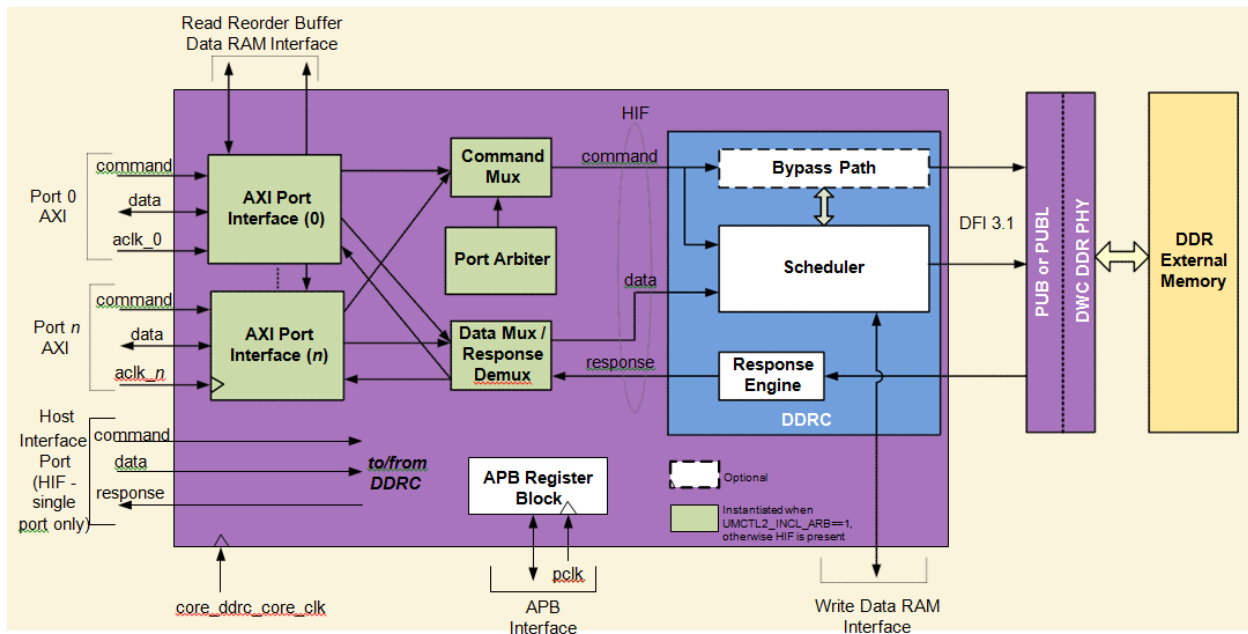 Read Reorder Buffer
Data RAM Interface
HIF
Port 0
AXI
command
data
aclk_0
AXI Port
Interface (0)
Command
Mux
command
Bypass Path
Port Arbiter
Scheduler
DFI 3.1
PUB or PUBL
DWC DDR PHY
DDR
External
Memory
Port n
AXI
command
data
aclk_n
AXI Port
Interface (n)
Data Mux /
Response
Demux
data
response
Response
Engine
DDRC
Host
Interface
Port
(HIF -
single
port only)
command
data
response
to/from
DDRC
APB Register
Block
Optional
Instantiated when
UMCTL2_INCL_ARB==1,
otherwise HIF is present
core_ddrc_core_clk
pclk
APB
Interface
Write Data RAM
Interface